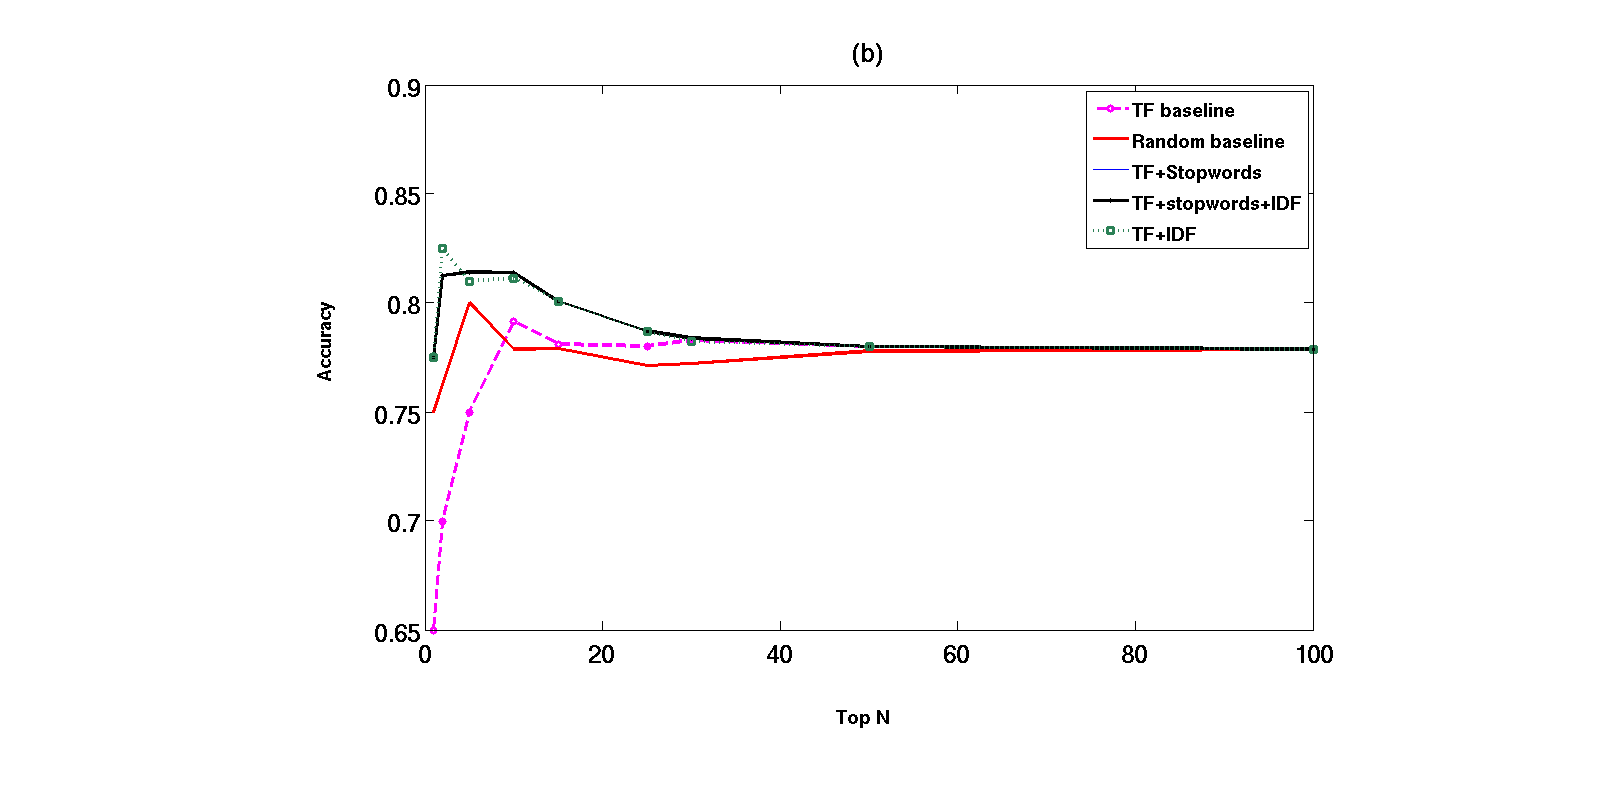 (b)
0.9
0.85
0.8
0.75
0.7
0.65
0
20
40
60
80
100
Accuracy
Top N
TF baseline
Random baseline
TF+Stopwords
TF+stopwords+IDF
TF+IDF